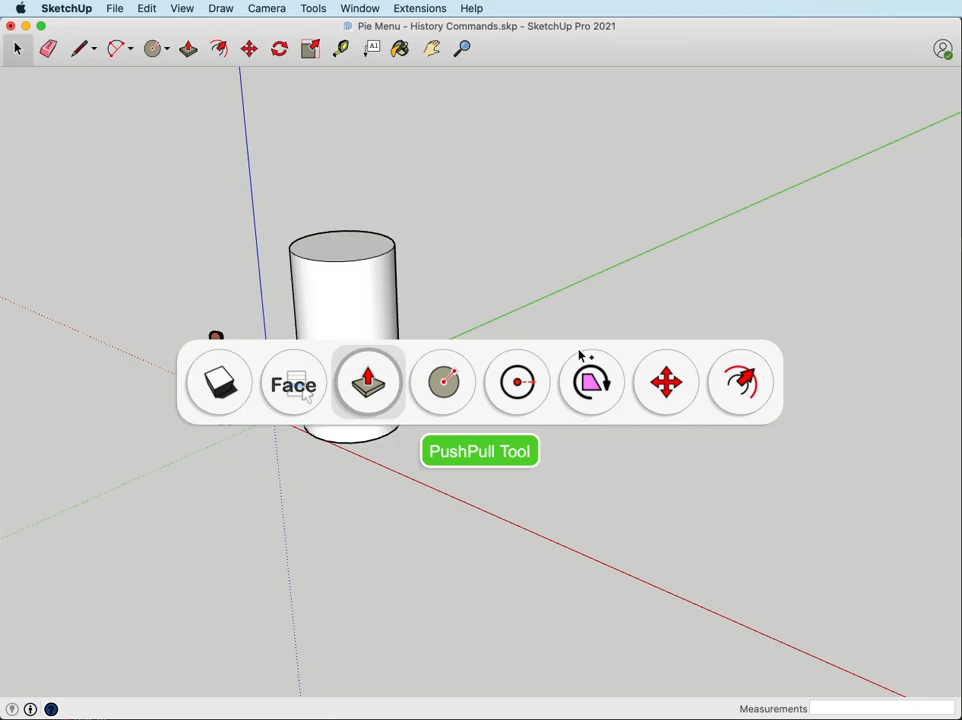 SketchUp File Edit View Draw Camera Tools Window Extensions Help
Pie Menu - History Commands.skp - SketchUp Pro 2021
A1
Face
PushPull Tool
Measurements